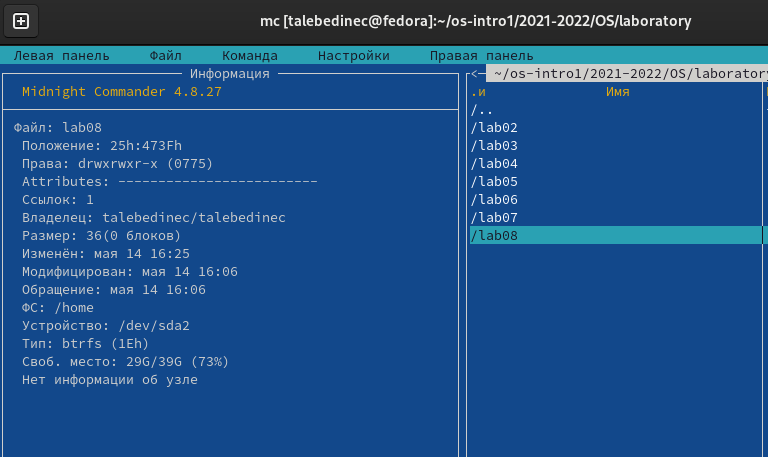 mc [talebedinec@fedora]:~/os-intro1/2021-2022/OS/laboratory
Левая панель Файл Команда Настройки Правая панель
Информация
Midnight Commander 4.8.27
Файл: lab08
Положение: 25h:473Fh
Права: drwxrwxr-x (0775)
Attributes: -------------------------
Ссылок: 1
Владелец: talebedinec/talebedinec
Размер: 36(0 блоков)
Изменён: мая 14 16:25
Модифицирован: мая 14 16:06
Обращение: мая 14 16:06
ФС: /home
Устройство: /dev/sda2
Тип: btrfs (1Eh)
Своб. место: 29G/39G (73%)
Нет информации об узле
<─ ~/os-intro1/2021-2022/OS/laboratory
.и Имя
/..
/lab02
/lab03
/lab04
/lab05
/lab06
/lab07
/lab08